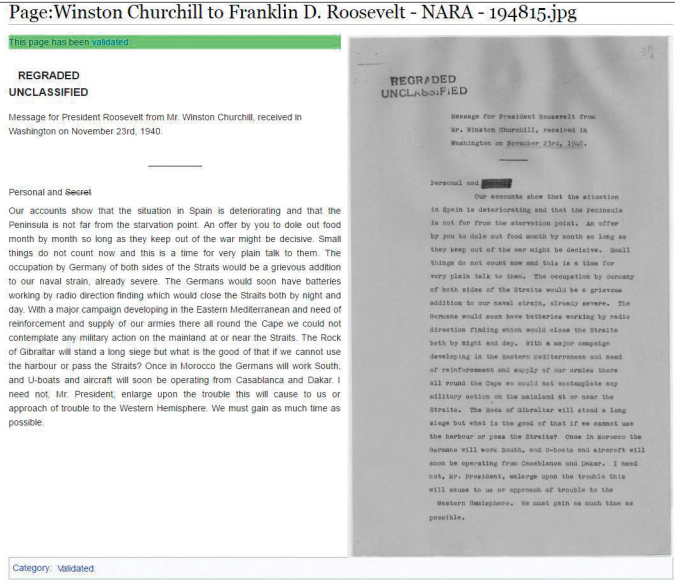 Page:Winston Churchill to Franklin D. Roosevelt - NARA - 194815.jpg
This page has been validated.
REGRADED
UNCLASSIFIED
Message for President Roosevelt from Mr. Winston Churchill, received in
Washington on November 23rd, 1940.
Personal and Secret
Our accounts show that the situation in Spain is deteriorating and that the
Peninsula is not far from the starvation point. An offer by you to dole out food
month by month so long as they keep out of the war might be decisive. Small
things do not count now and this is a time for very plain talk to them. The
occupation by Germany of both sides of the Straits would be a grievous addition
to our naval strain, already severe. The Germans would soon have batteries
working by radio direction finding which would close the Straits both by night and
day. With a major campaign developing in the Eastern Mediterranean and need of
reinforcement and supply of our armies there all round the Cape we could not
contemplate any military action on the mainland at or near the Straits. The Rock
of Gibraltar will stand a long siege but what is the good of that if we cannot use
the harbour or pass the Straits? Once in Morocco the Germans will work South,
and U-boats and aircraft will soon be operating from Casablanca and Dakar. I
need not, Mr. President, enlarge upon the trouble this will cause to us or
approach of trouble to the Western Hemisphere. We must gain as much time as
possible.
REGRADED
UNCLASSIFIED
Message for President Roosevelt from
Mr. Winston Churchill, received in
Washington on November 23rd, 1940.
Personal and
Our accounts show that the situation
in Spain is deteriorating and that the Peninsula
is not far from the starvation point. An offer
by you to dole out food month by month so long as
they keep out of the war might be decisive. Small
things do not count now and this is a time for
very plain talk to them. The occupation by Germany
of both sides of the Straits would be a grievous
addition to our naval strain, already severe. The
Germans would soon have batteries working by radio
direction finding which would close the Straits
both by night and day. With a major campaign
developing in the Eastern Mediterranean and need
of reinforcement and supply of our armies there
all round the Cape we could not contemplate any
military action on the mainland at or near the
Straits. The Rock of Gibraltar will stand a long
siege but what is the good of that if we cannot use
the harbour or pass the Straits? Once in Morocco the
Germans will work South, and U-boats and aircraft will
soon be operating from Casablanca and Dakar. I need
not, Mr. President, enlarge upon the trouble this
will cause to us or approach of trouble to the
Western Hemisphere. We must gain as much time as
possible.
Category: Validated